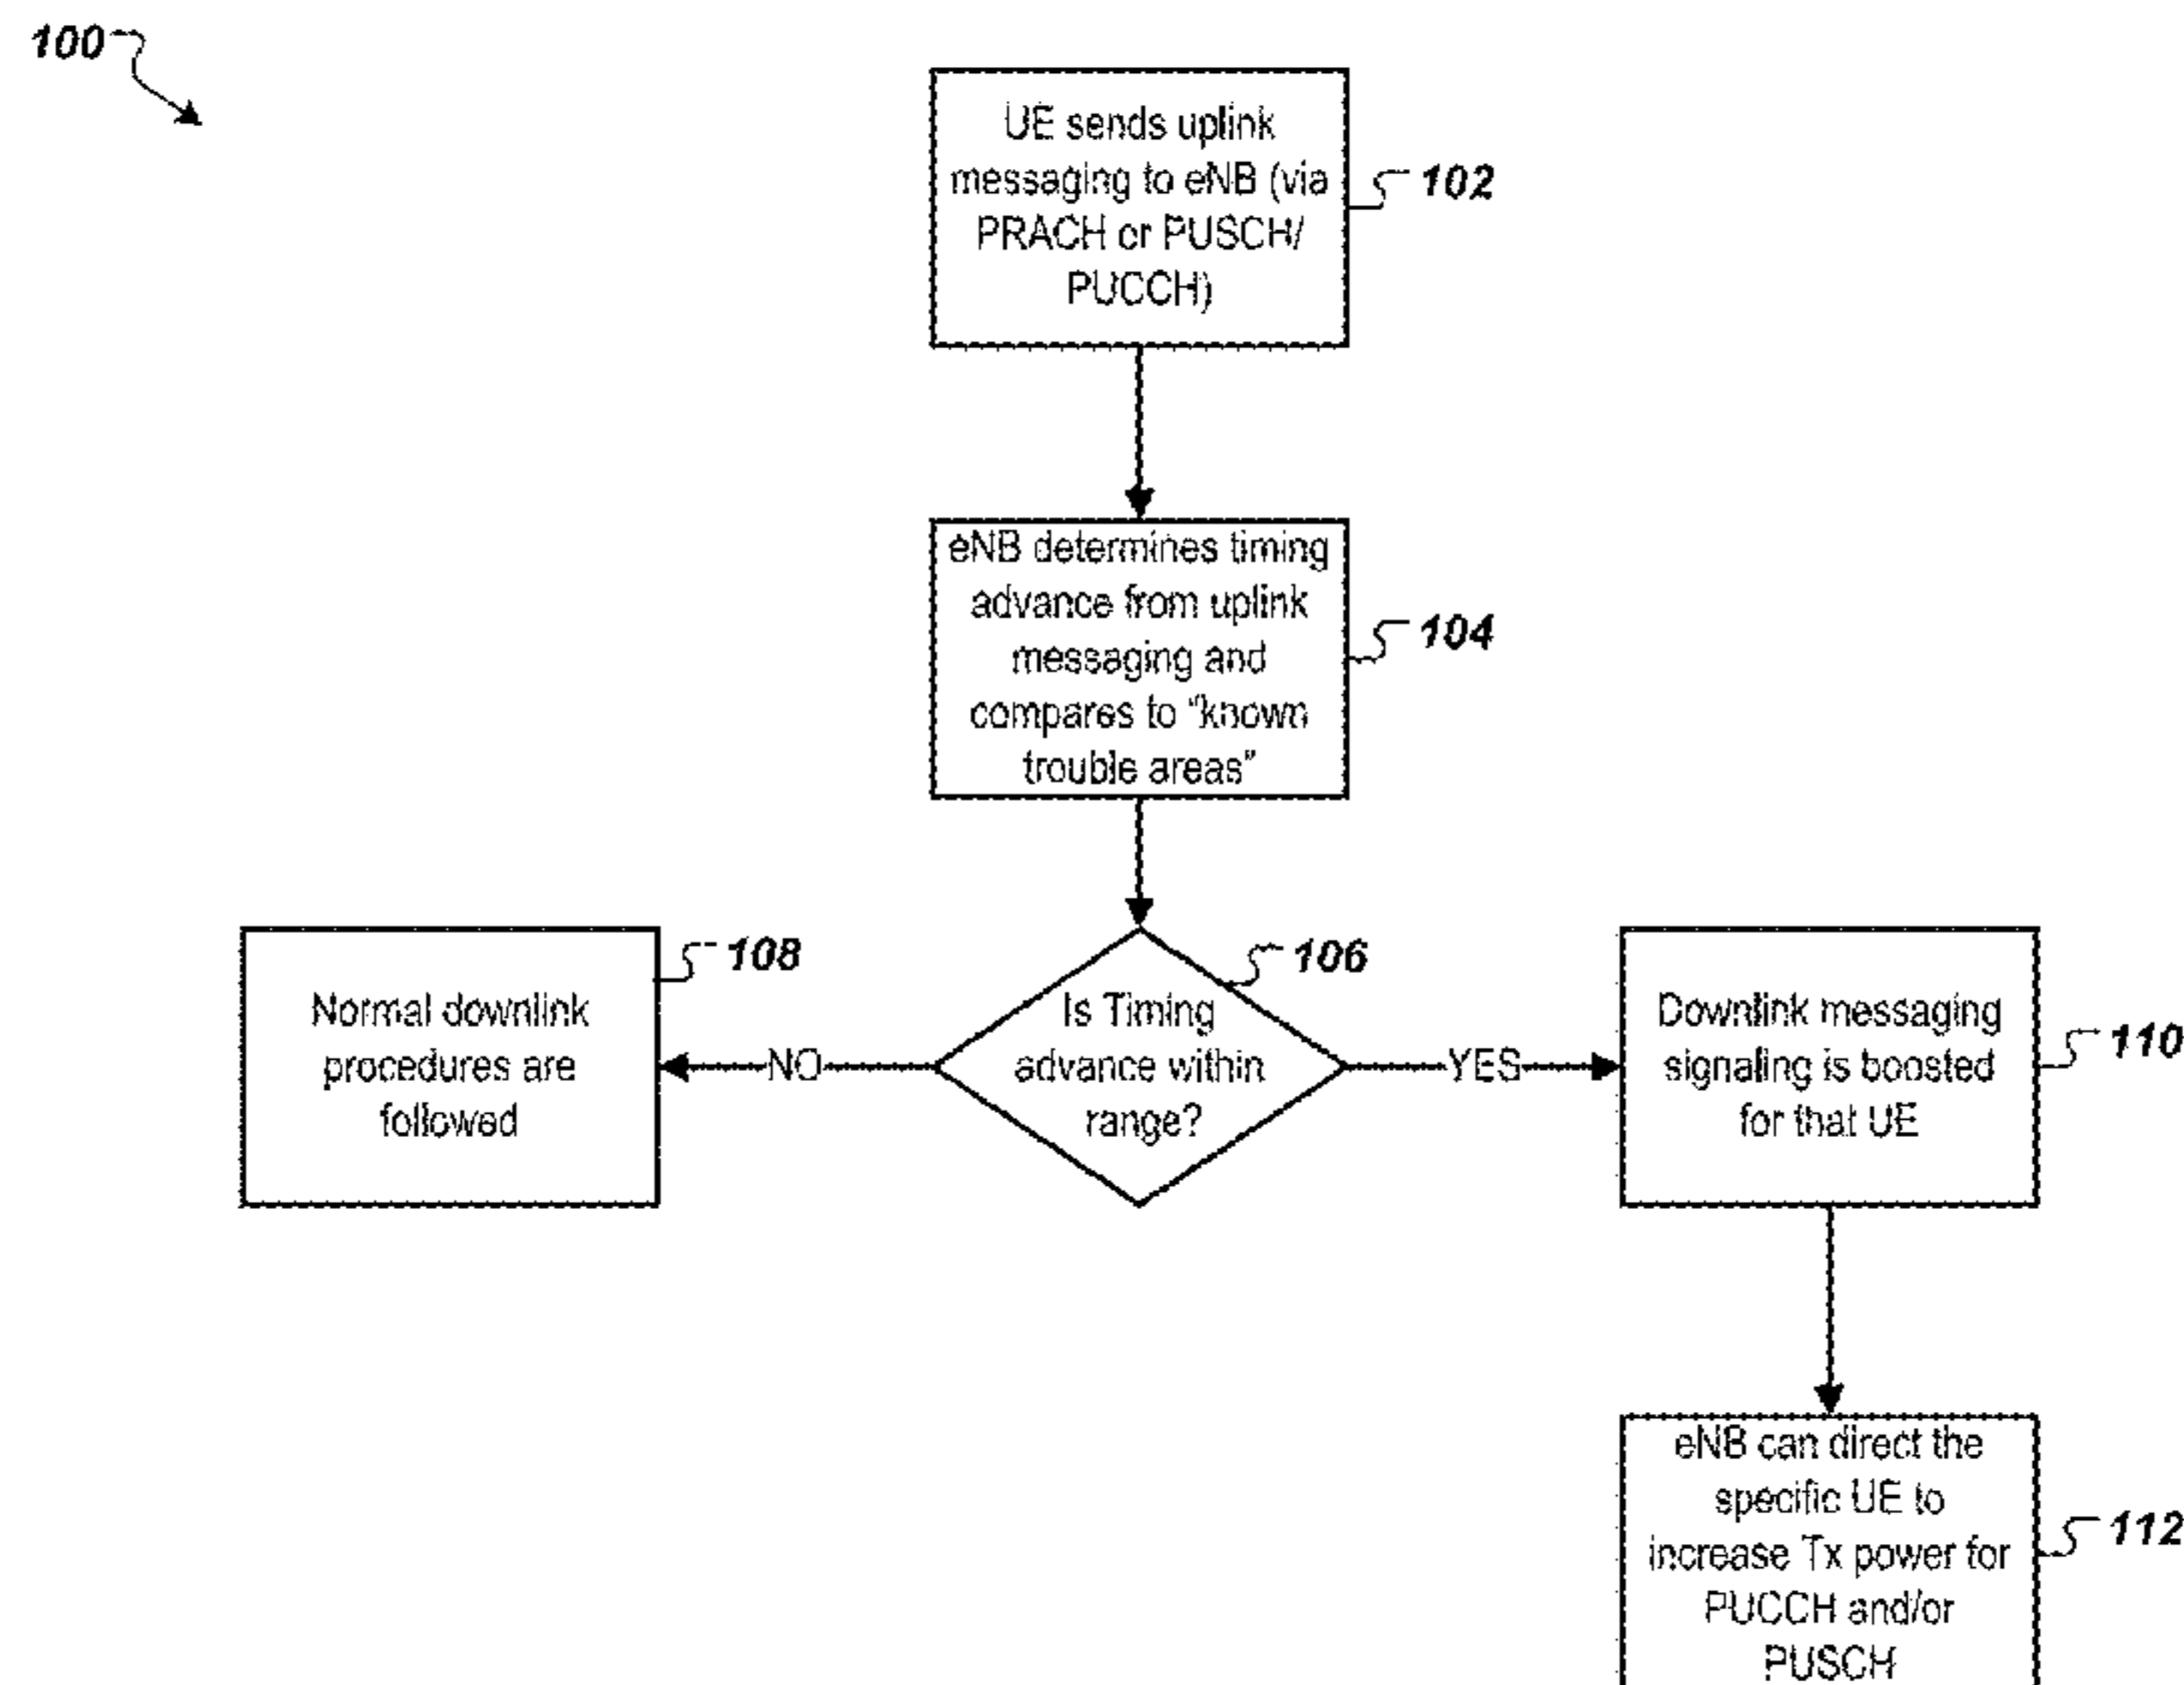 100
UE sends uplink
messaging to eNB (via
PRACH or PUSCH/
PUCCH)
102
eNB determines timing
advance from uplink
messaging and
compares to “known
trouble areas”
104
Normal downlink
procedures are
followed
108
NO
Is Timing
advance within
range?
106
YES
Downlink messaging
signaling is boosted
for that UE
110
eNB can direct the
specific UE to
increase Tx power for
PUCCH and/or
PUSCH
112